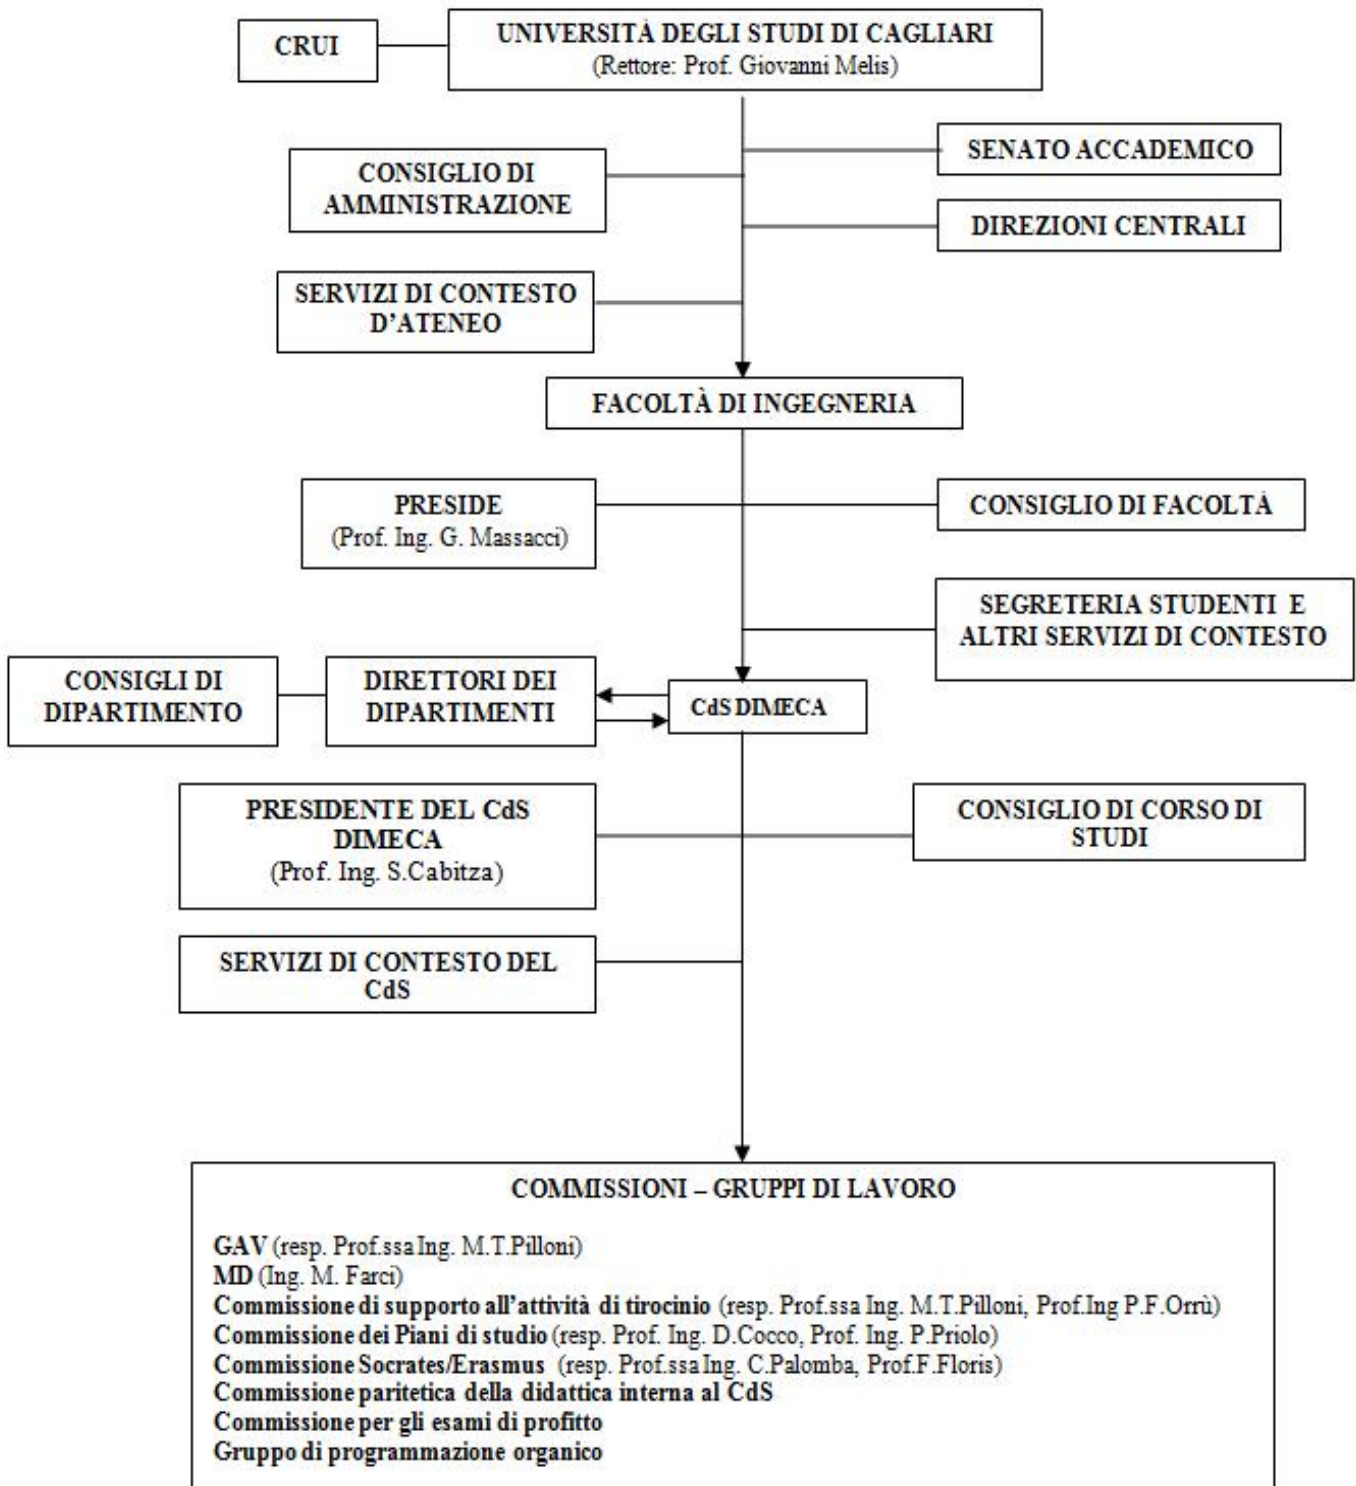 CRUI
UNIVERSITÀ DEGLI STUDI DI CAGLIARI
(Rettore: Prof. Giovanni Melis)
SENATO ACCADEMICO
CONSIGLIO DI
AMMINISTRAZIONE
DIREZIONI CENTRALI
SERVIZI DI CONTESTO
D'ATENEO
FACOLTÀ DI INGEGNERIA
PRESIDE
(Prof. Ing. G. Massacci)
CONSIGLIO DI FACOLTÀ
SEGRETERIA STUDENTI E
ALTRI SERVIZI DI CONTESTO
CONSIGLI DI
DIPARTIMENTO
DIRETTORI DEI
DIPARTIMENTI
CdS DIMECA
PRESIDENTE DEL CdS
DIMECA
(Prof. Ing. S.Cabitza)
CONSIGLIO DI CORSO DI
STUDI
SERVIZI DI CONTESTO DEL
CdS
COMMISSIONI – GRUPPI DI LAVORO
GAV (resp. Prof.ssa Ing. M.T.Pilloni)
MD (Ing. M. Farci)
Commissione di supporto all'attività di tirocinio (resp. Prof.ssa Ing. M.T.Pilloni, Prof.Ing P.F.Orrù)
Commissione dei Piani di studio (resp. Prof. Ing. D.Cocco, Prof. Ing. P.Priolo)
Commissione Socrates/Erasmus (resp. Prof.ssa Ing. C.Palomba, Prof.F.Floris)
Commissione paritetica della didattica interna al CdS
Commissione per gli esami di profitto
Gruppo di programmazione organico